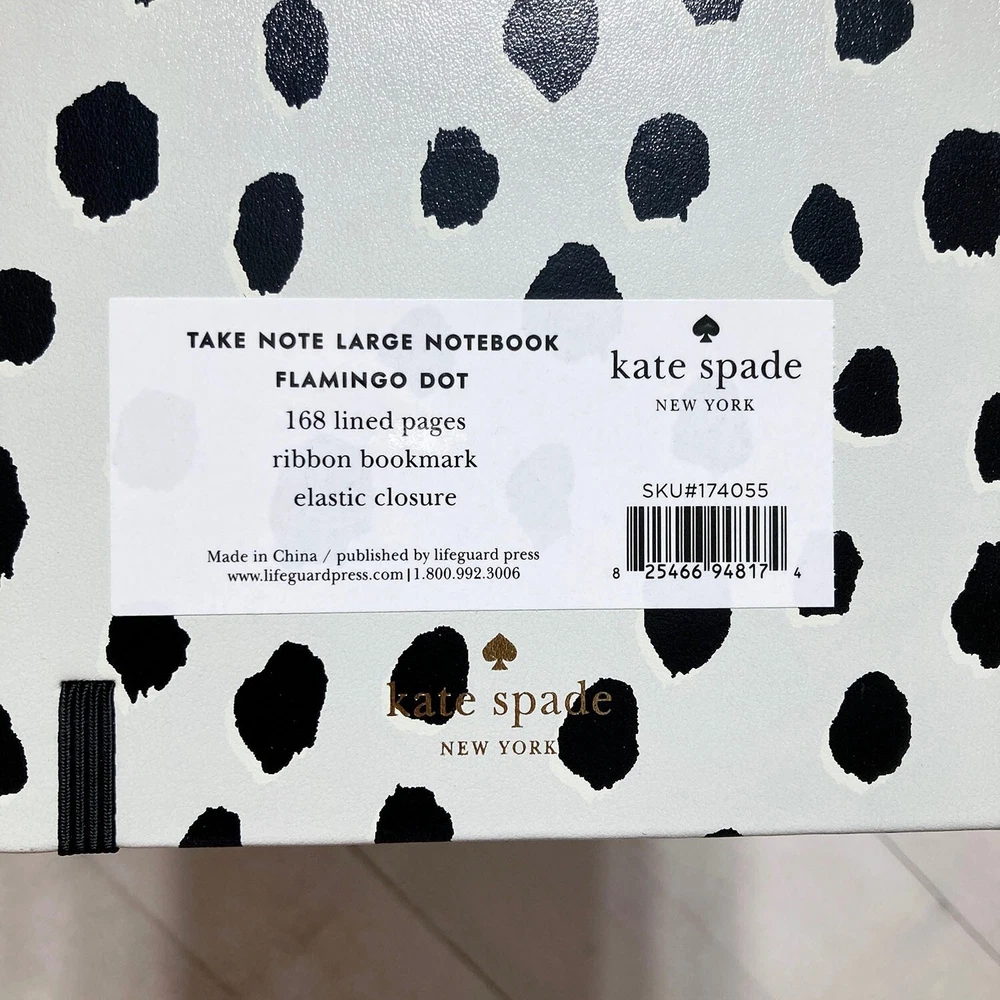 TAKE NOTE LARGE NOTEBOOK
FLAMINGO DOT
168 lined pages
ribbon bookmark
elastic closure
Made in China / published by lifeguard press
www.lifeguardpress.com|1.800.992.3006
kate spade
NEW YORK
SKU#174055
8 25466 94817 4
kate spade
NEW YORK